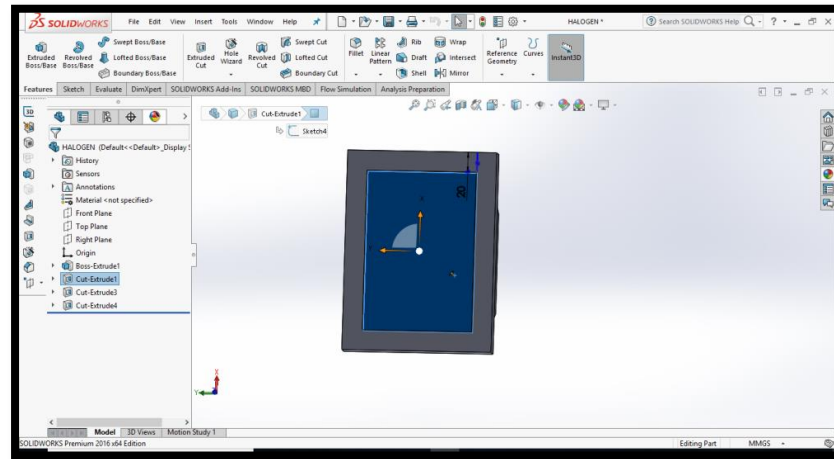 SOLIDWORKS File Edit View Insert Tools Window Help HALOGEN * Search SOLIDWORKS Help
Extruded Boss/Base Revolved Boss/Base Swept Boss/Base Lofted Boss/Base Boundary Boss/Base Extruded Cut Hole Wizard Revolved Cut Swept Cut Lofted Cut Boundary Cut Fillet Linear Pattern Rib Draft Shell Wrap Intersect Mirror Reference Geometry Curves Instant3D
Features Sketch Evaluate DimXpert SOLIDWORKS Add-Ins SOLIDWORKS MBD Flow Simulation Analysis Preparation
Cut-Extrude1
Sketch4
HALOGEN (Default<<Default>_Display S
History
Sensors
Annotations
Material <not specified>
Front Plane
Top Plane
Right Plane
Origin
Boss-Extrude1
Cut-Extrude1
Cut-Extrude3
Cut-Extrude4
20
X
Y
Model 3D Views Motion Study 1
SOLIDWORKS Premium 2016 x64 Edition Editing Part MMGS